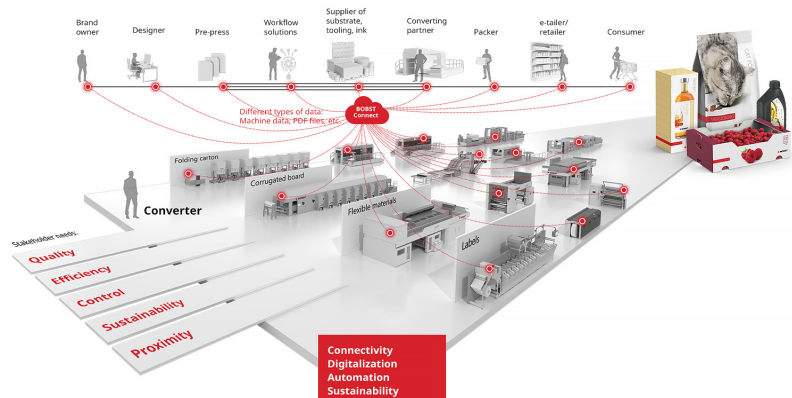 Brand
owner
Designer
Pre-press
Workflow
solutions
Supplier of
substrate,
tooling, ink
Converting
partner
Packer
e-tailer/
retailer
Consumer
Different types of data:
Machine data, PDF files, etc.
BOBST
Connect
Folding carton
Corrugated board
Flexible materials
Labels
Converter
Stakeholder needs:
Quality
Efficiency
Control
Sustainability
Proximity
Connectivity
Digitalization
Automation
Sustainability